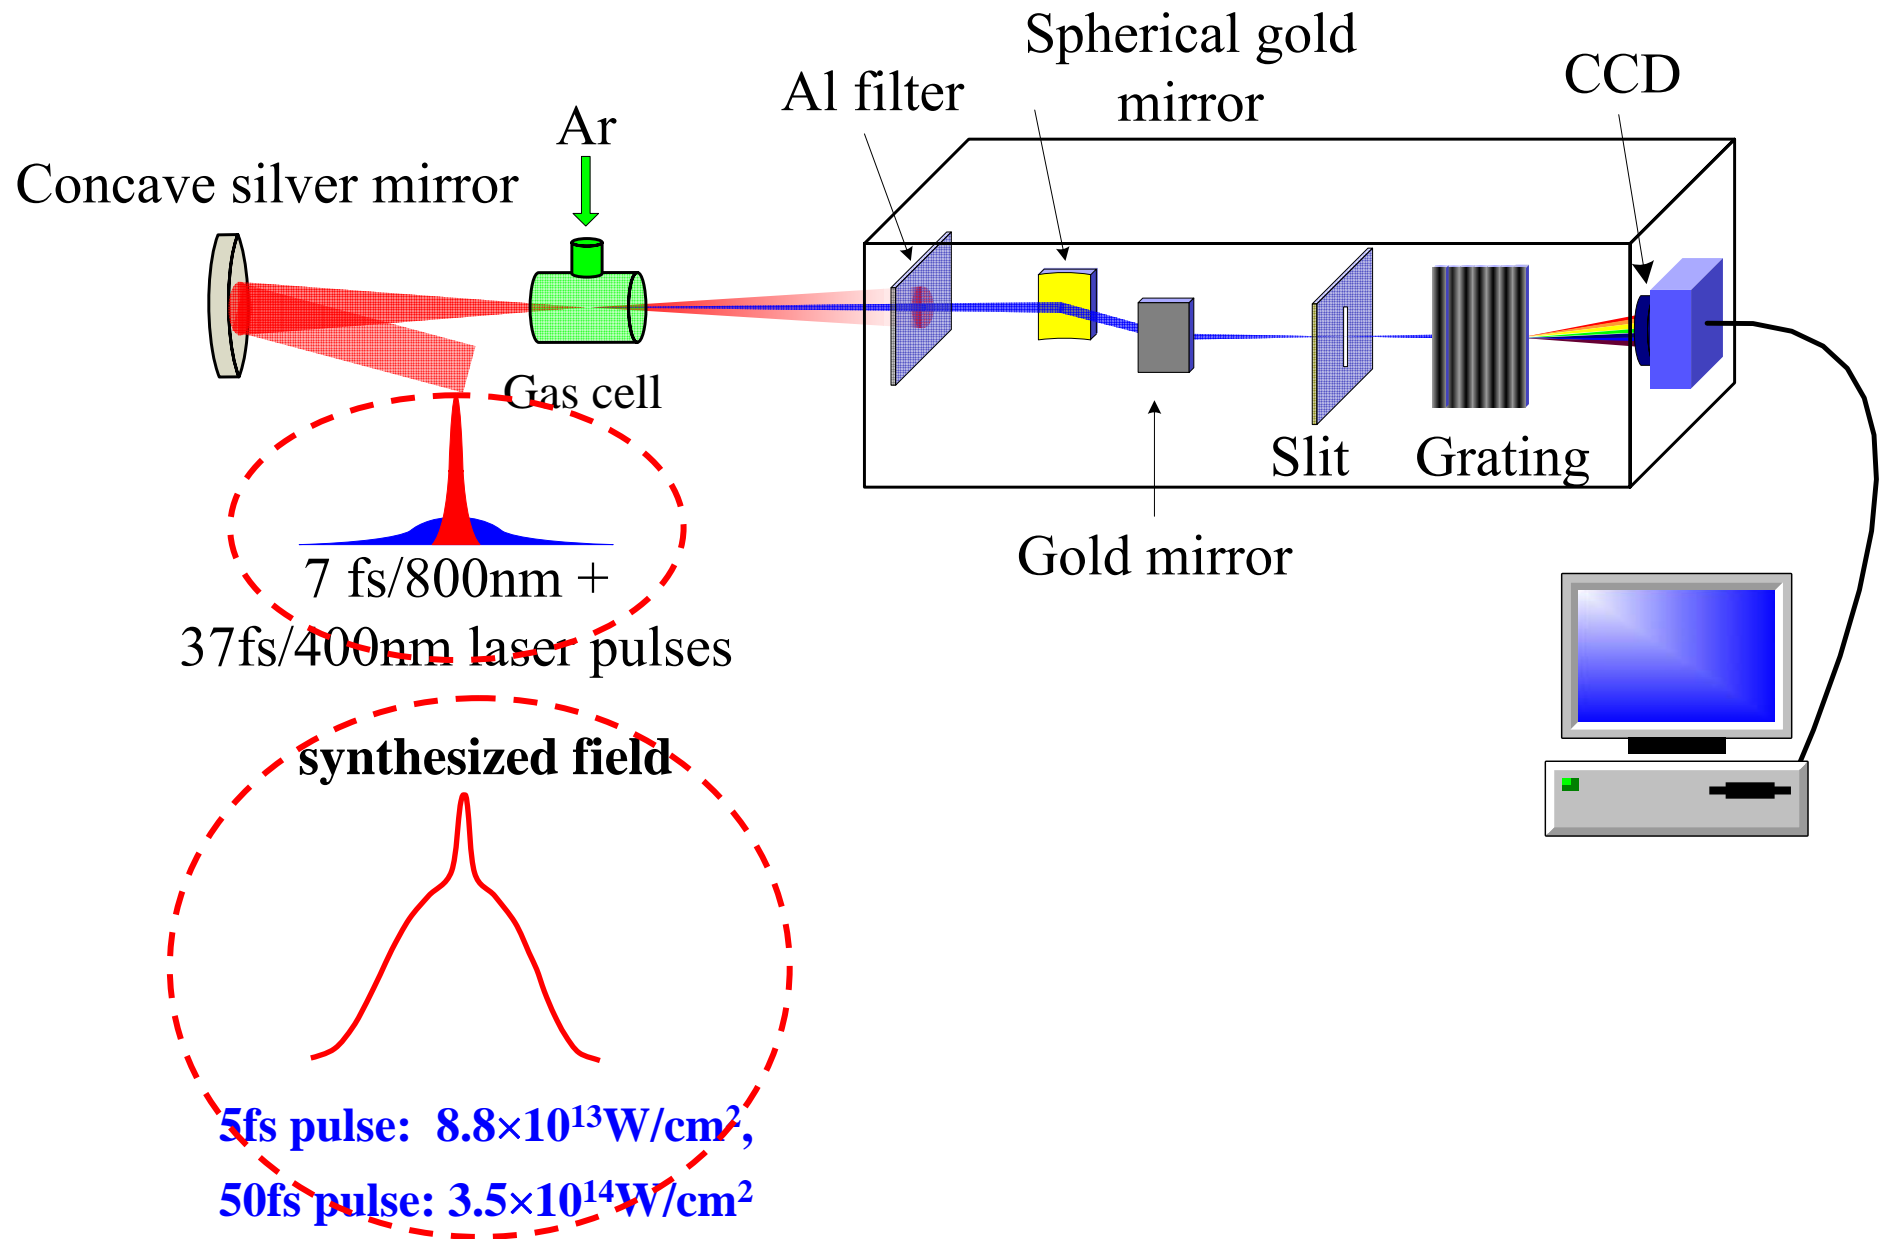 Spherical gold
mirror
CCD
Al filter
Ar
Concave silver mirror
Gas cell
Slit
Grating
Gold mirror
7 fs/800nm +
37fs/400nm laser pulses
synthesized field
5fs pulse:  8.8×10¹³W/cm²,
50fs pulse: 3.5×10¹⁴W/cm²